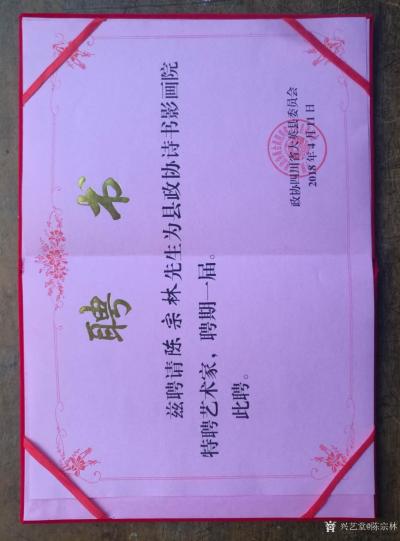 聘 书
兹聘请陈宗林先生为县政协诗书影画院
特聘艺术家，聘期一届。
此聘。
政协四川省大英县委员会
2018年4月11日
兴艺堂@陈宗林